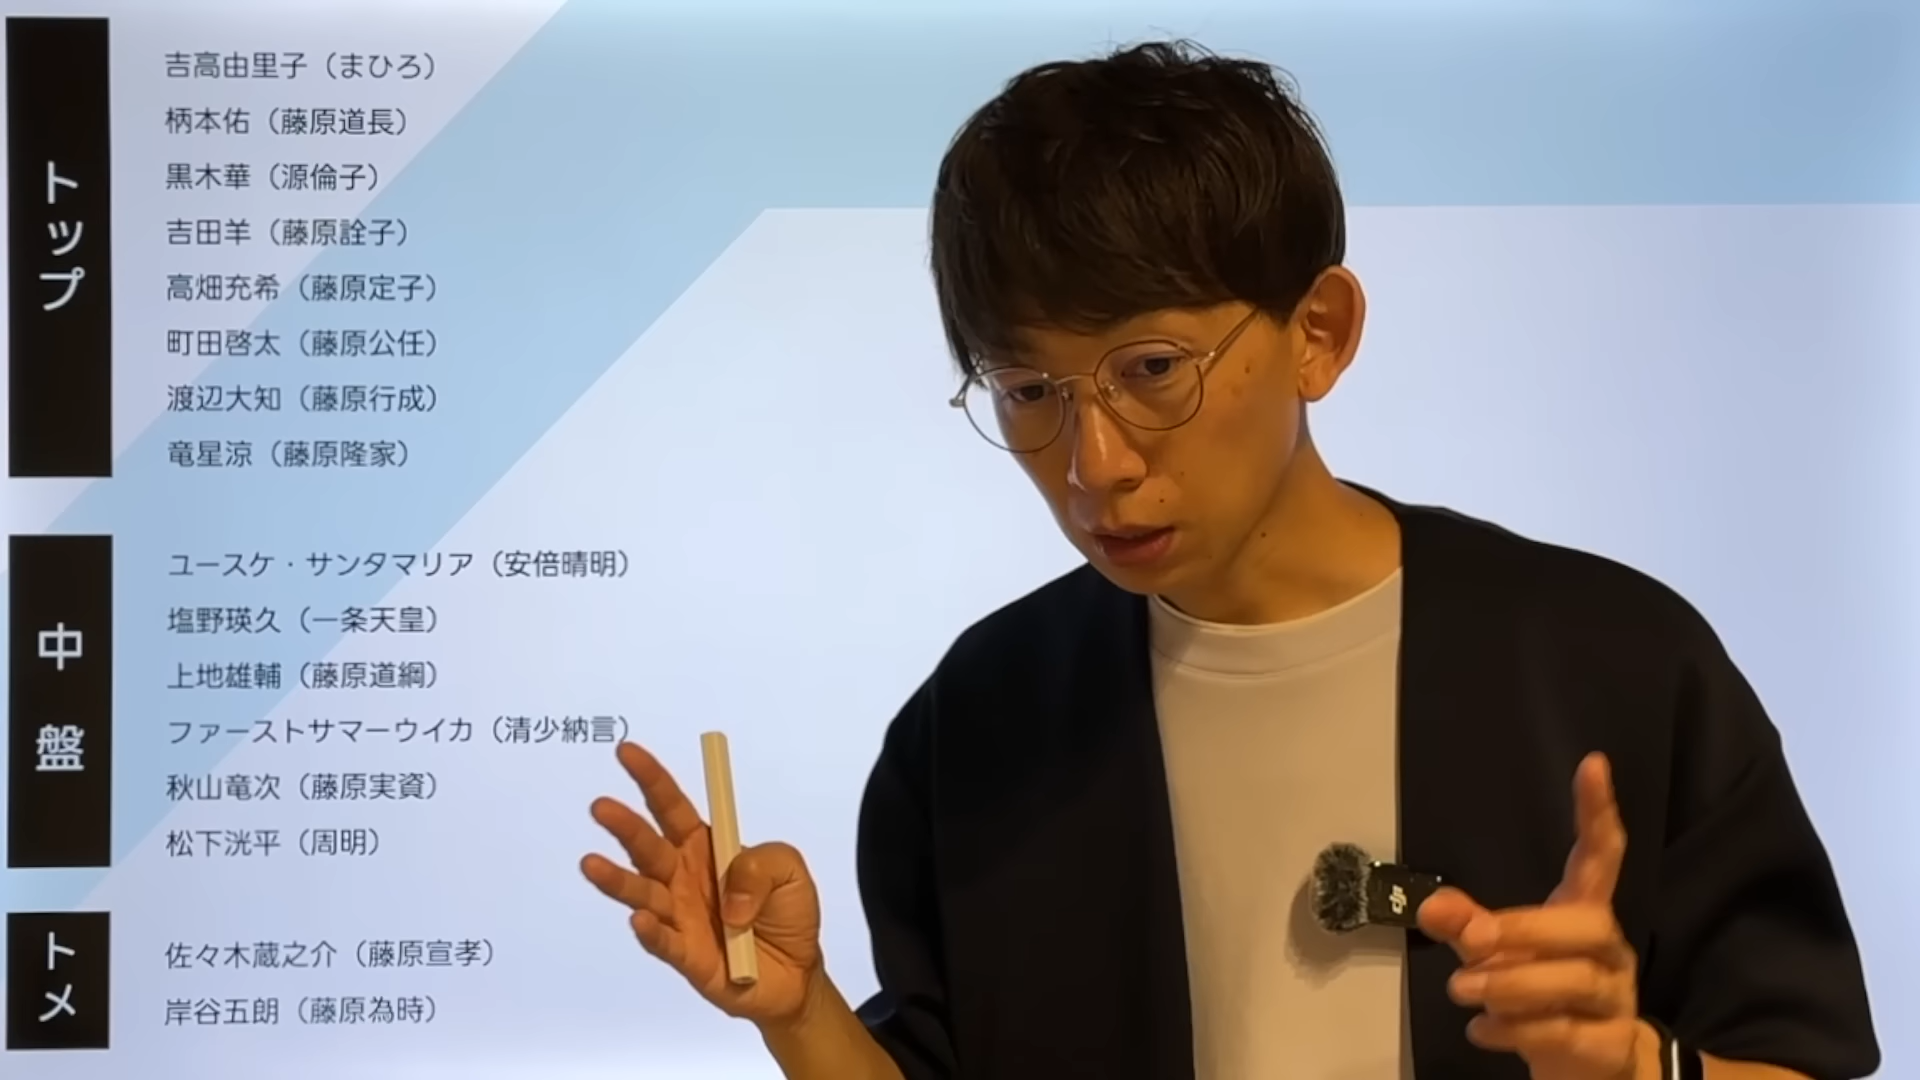 トップ
吉高由里子（まひろ）
柄本佑（藤原道長）
黒木華（源倫子）
吉田羊（藤原詮子）
高畑充希（藤原定子）
町田啓太（藤原公任）
渡辺大知（藤原行成）
竜星涼（藤原隆家）
中盤
ユースケ・サンタマリア（安倍晴明）
塩野瑛久（一条天皇）
上地雄輔（藤原道綱）
ファーストサマーウイカ（清少納言）
秋山竜次（藤原実資）
松下洸平（周明）
トメ
佐々木蔵之介（藤原宣孝）
岸谷五朗（藤原為時）
dji